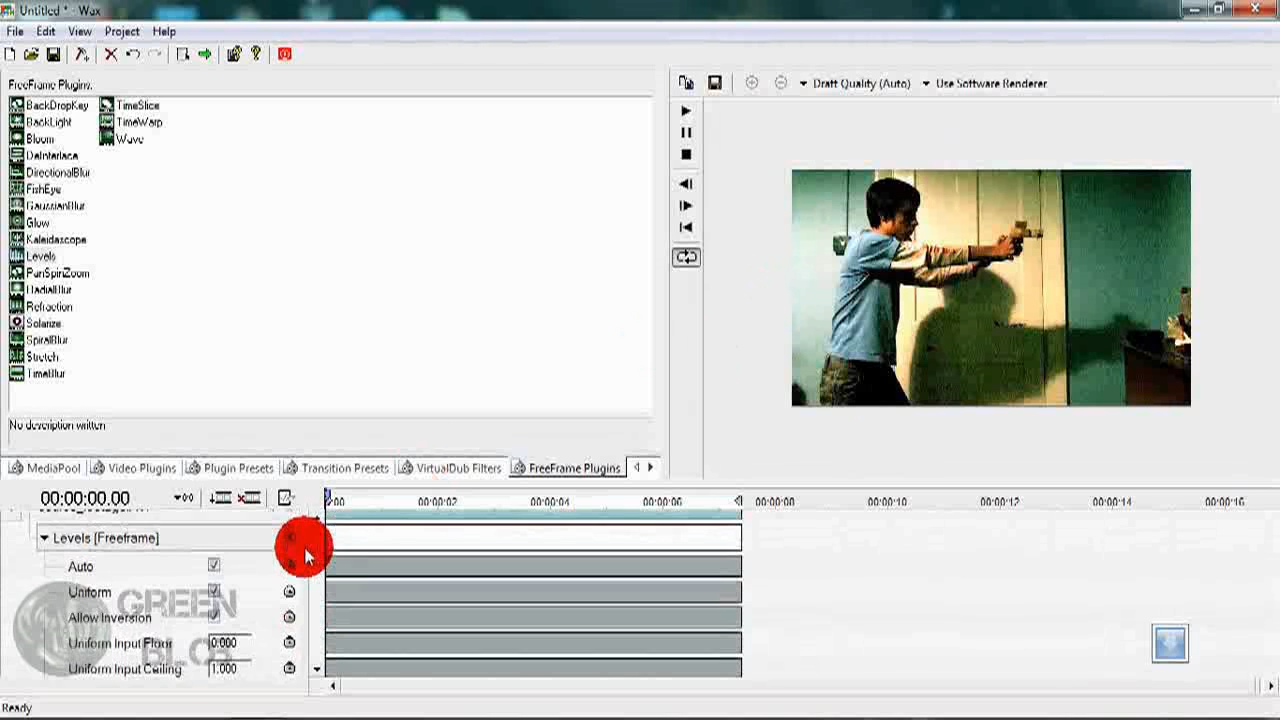 Untitled * - Wax
File Edit View Project Help
FreeFrame Plugins:
BackDropKey TimeSlice
BackLight TimeWarp
Bloom Wave
DeInterlace
DirectionalBlur
FishEye
GaussianBlur
Glow
Kaleidascope
Levels
PanSpinZoom
RadialBlur
Refraction
Solarize
SpiralBlur
Stretch
TimeBlur
No description written
Draft Quality (Auto) Use Software Renderer
MediaPool Video Plugins Plugin Presets Transition Presets VirtualDub Filters FreeFrame Plugins
00:00:00.00 :00 00:00:02 00:00:04 00:00:06 00:00:08 00:00:10 00:00:12 00:00:14 00:00:16
Levels [Freeframe]
Auto
Uniform
Allow Inversion
Uniform Input Floor 0.000
Uniform Input Ceiling 1.000
GREEN
BLOB
Ready